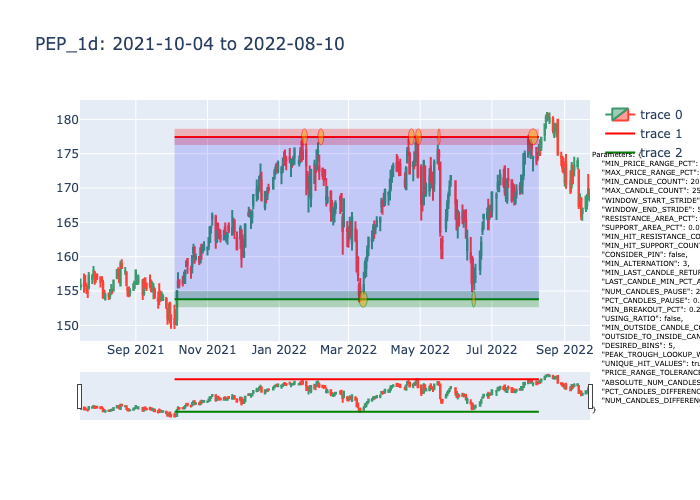 PEP_1d: 2021-10-04 to 2022-08-10
180
175
170
165
160
155
150
Sep 2021
Nov 2021
Jan 2022
Mar 2022
May 2022
Jul 2022
Sep 2022
trace 0
trace 1
trace 2
Parameters: {
"MIN_PRICE_RANGE_PCT":
"MAX_PRICE_RANGE_PCT":
"MIN_CANDLE_COUNT": 20
"MAX_CANDLE_COUNT": 25
"WINDOW_START_STRIDE"
"WINDOW_END_STRIDE": 5
"RESISTANCE_AREA_PCT":
"SUPPORT_AREA_PCT": 0.0
"MIN_HIT_RESISTANCE_CO
"MIN_HIT_SUPPORT_COUNT
"CONSIDER_PIN": false,
"MIN_ALTERNATION": 3,
"MIN_LAST_CANDLE_RETUR
"LAST_CANDLE_MIN_PCT_A
"NUM_CANDLES_PAUSE": 2
"PCT_CANDLES_PAUSE": 0.
"MIN_BREAKOUT_PCT": 0.2
"USING_RATIO": false,
"MIN_OUTSIDE_CANDLE_CO
"OUTSIDE_TO_INSIDE_CAN
"DESIRED_BINS": 5,
"PEAK_TROUGH_LOOKUP_W
"UNIQUE_HIT_VALUES": tru
"PRICE_RANGE_TOLERANC
"ABSOLUTE_NUM_CANDLES
"PCT_CANDLES_DIFFERENC
"NUM_CANDLES_DIFFEREN
}